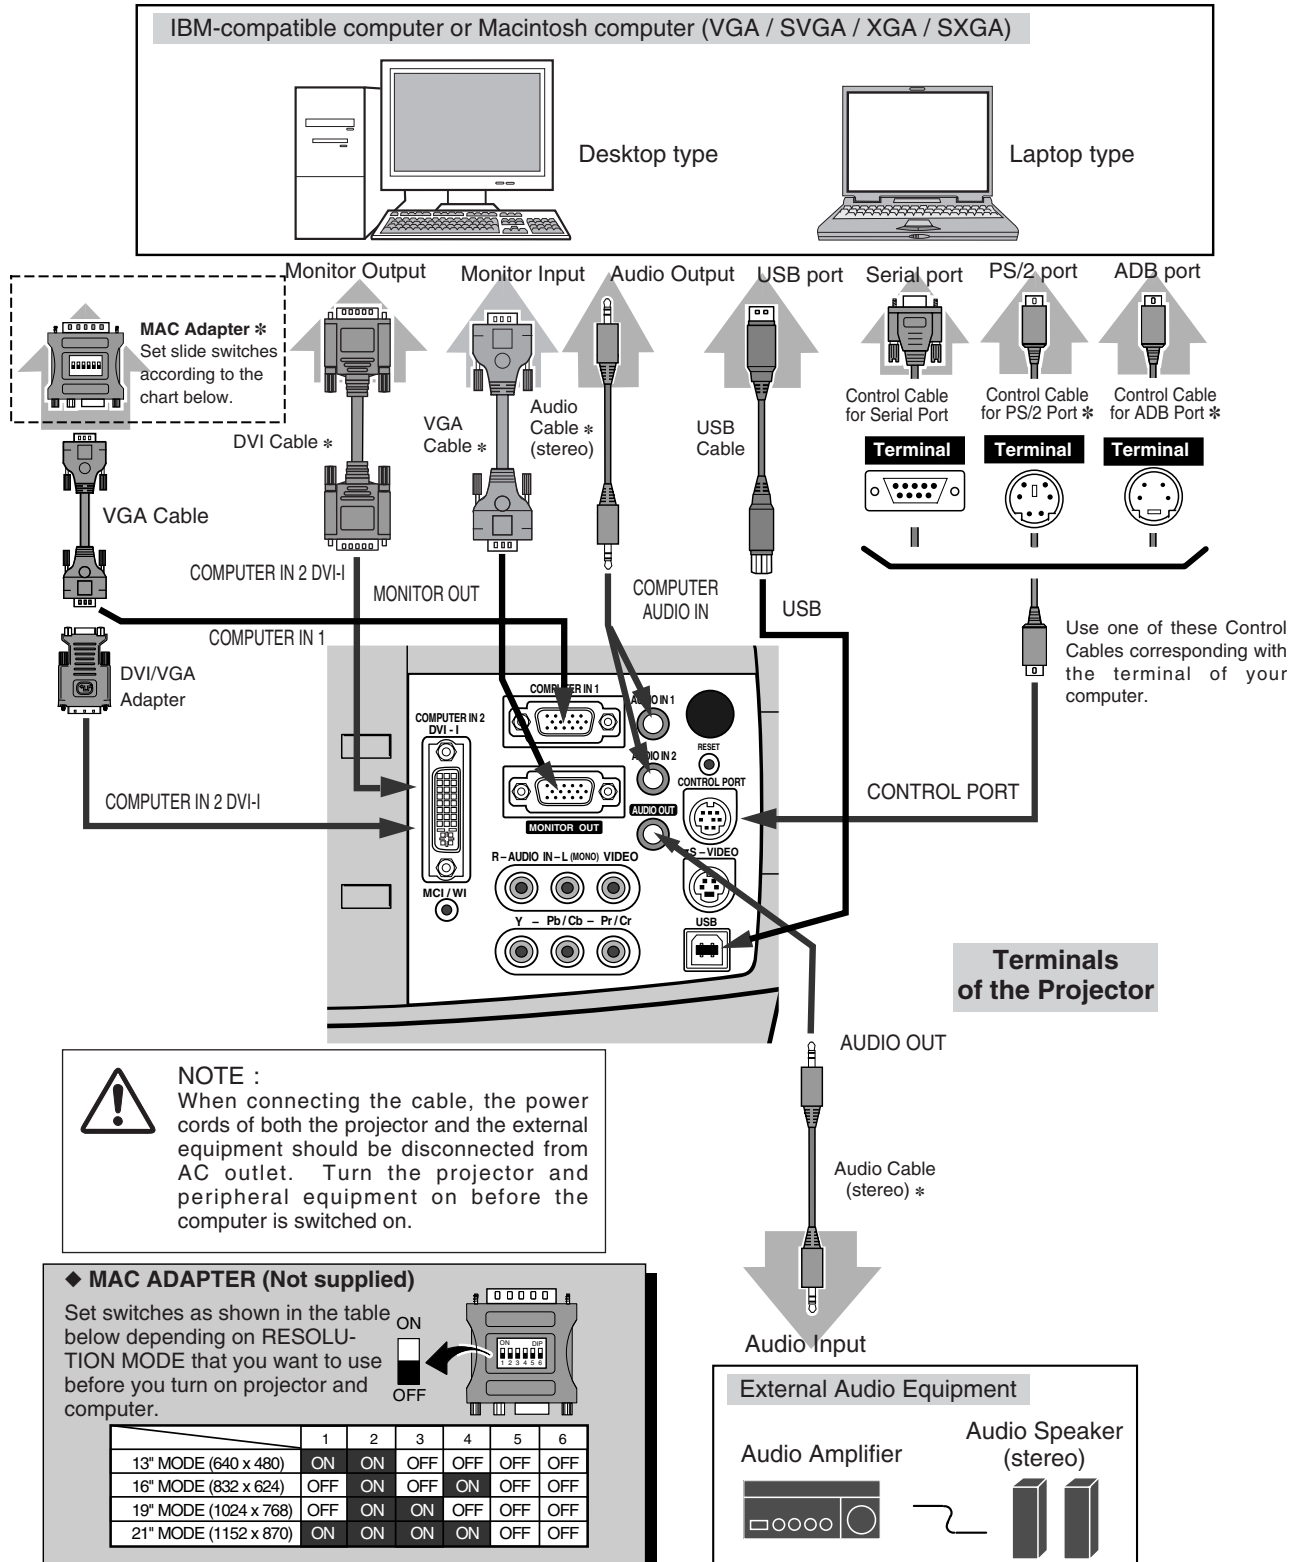 IBM-compatible computer or Macintosh computer (VGA / SVGA / XGA / SXGA)
Desktop type
Laptop type
Monitor Output
Monitor Input
Audio Output
USB port
Serial port
PS/2 port
ADB port
MAC Adapter ✻
Set slide switches
according to the
chart below.
DVI Cable ✻
VGA
Cable ✻
Audio
Cable ✻
(stereo)
USB
Cable
Control Cable
for Serial Port
Control Cable
for PS/2 Port ✻
Control Cable
for ADB Port ✻
Terminal
Terminal
Terminal
VGA Cable
COMPUTER IN 2 DVI-I
MONITOR OUT
COMPUTER
AUDIO IN
USB
COMPUTER IN 1
DVI/VGA
Adapter
Use one of these Control
Cables corresponding with
the terminal of your
computer.
COMPUTER IN 1
AUDIO IN 1
COMPUTER IN 2
DVI - I
AUDIO IN 2
RESET
CONTROL PORT
COMPUTER IN 2 DVI-I
CONTROL PORT
AUDIO OUT
MONITOR OUT
S – VIDEO
R – AUDIO IN – L (MONO) VIDEO
MCI / WI
Y – Pb / Cb – Pr / Cr
USB
Terminals
of the Projector
AUDIO OUT
NOTE :
When connecting the cable, the power
cords of both the projector and the external
equipment should be disconnected from
AC outlet. Turn the projector and
peripheral equipment on before the
computer is switched on.
Audio Cable
(stereo) ✻
◆ MAC ADAPTER (Not supplied)
Set switches as shown in the table
below depending on RESOLU-
TION MODE that you want to use
before you turn on projector and
computer.
ON
OFF
ON DIP
1 2 3 4 5 6
1 2 3 4 5 6
13" MODE (640 x 480) ON ON OFF OFF OFF OFF
16" MODE (832 x 624) OFF ON OFF ON OFF OFF
19" MODE (1024 x 768) OFF ON ON OFF OFF OFF
21" MODE (1152 x 870) ON ON ON ON OFF OFF
Audio Input
External Audio Equipment
Audio Amplifier
Audio Speaker
(stereo)